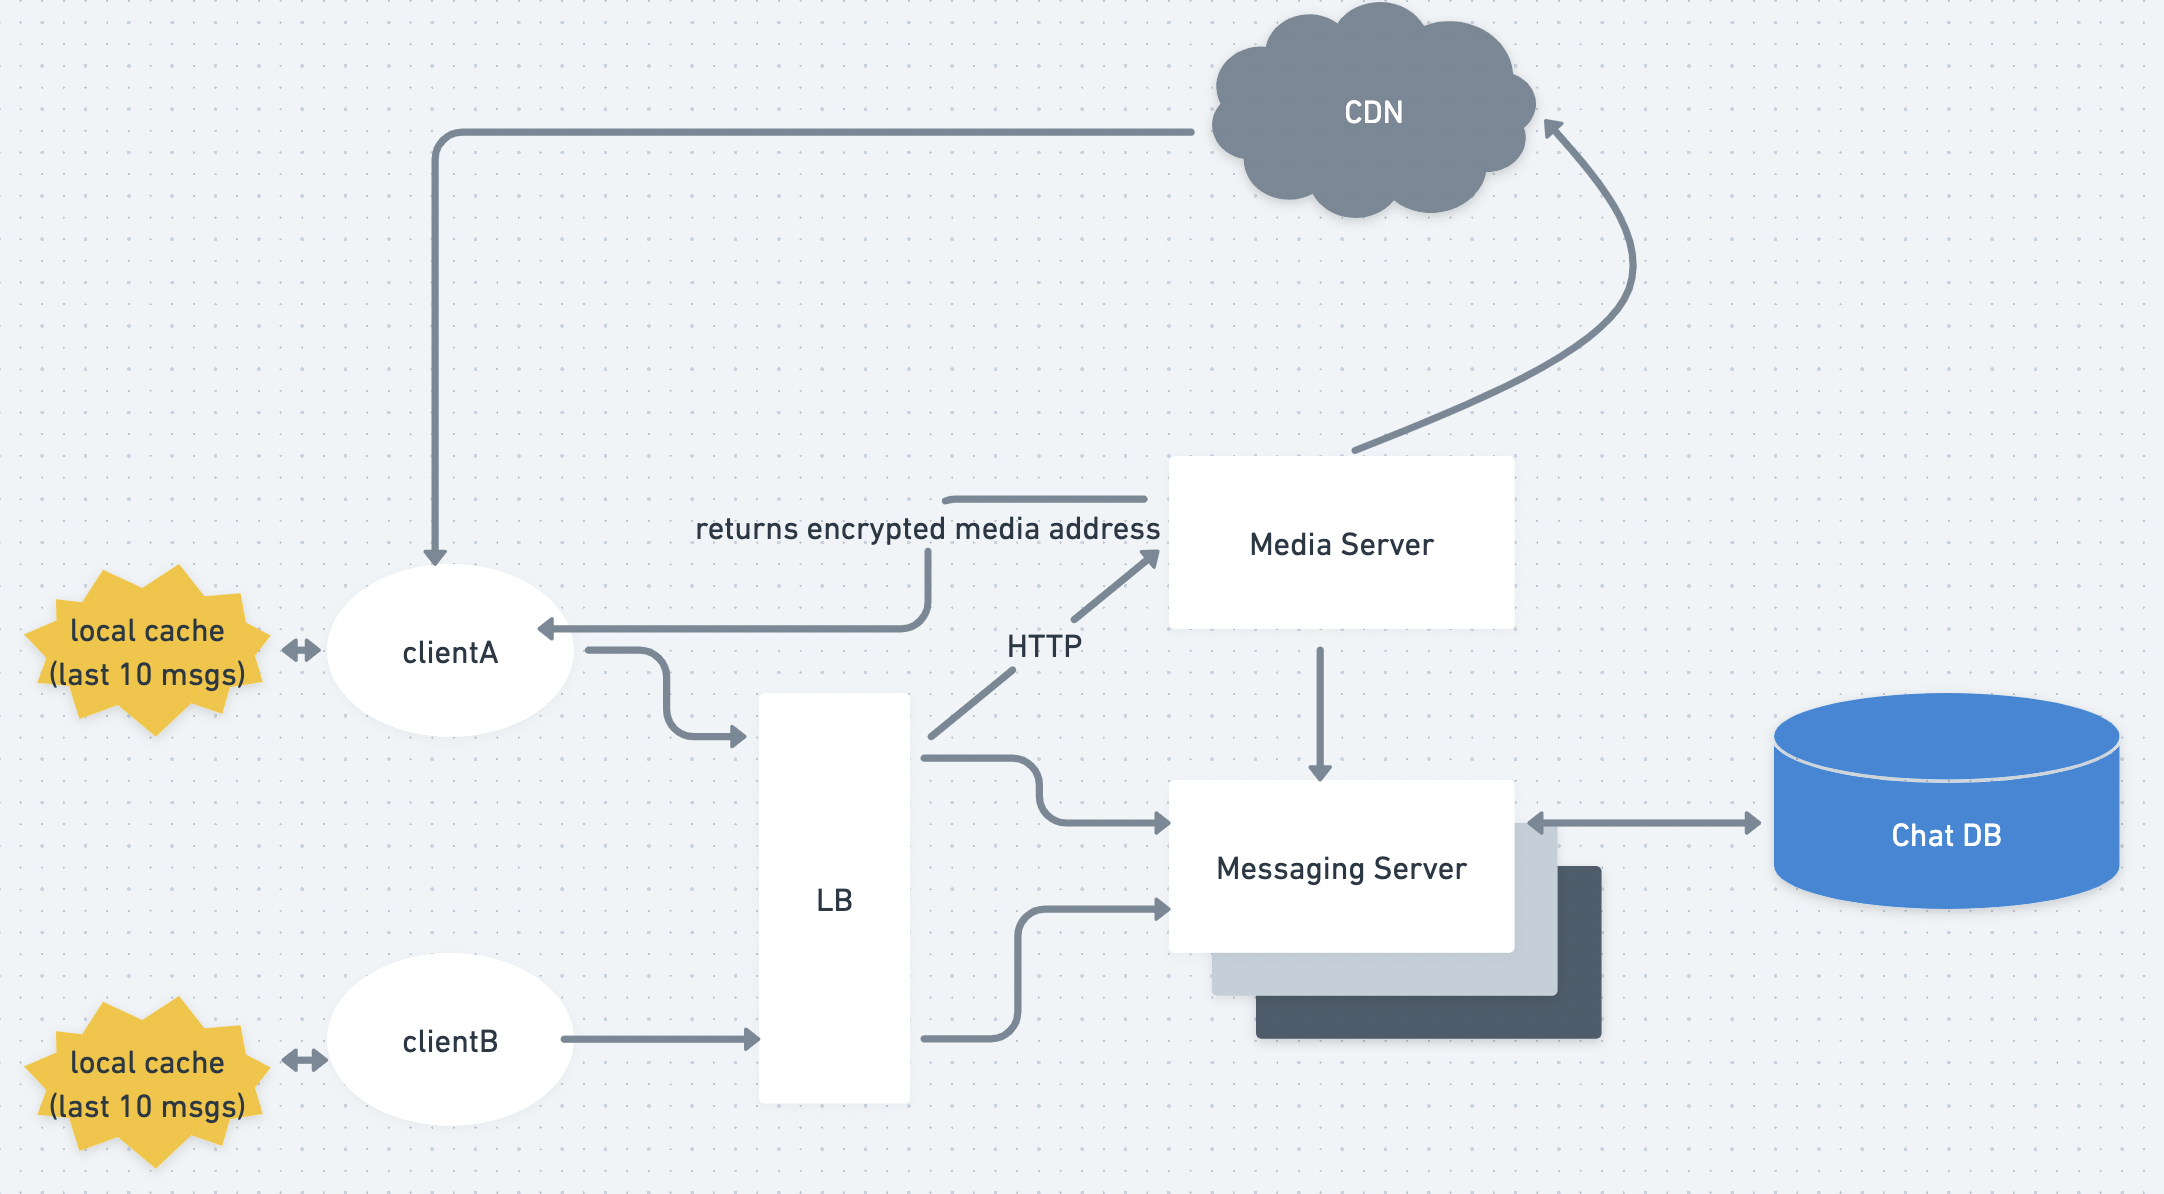 CDN
returns encrypted media address
Media Server
local cache
(last 10 msgs)
clientA
HTTP
LB
Messaging Server
Chat DB
local cache
(last 10 msgs)
clientB